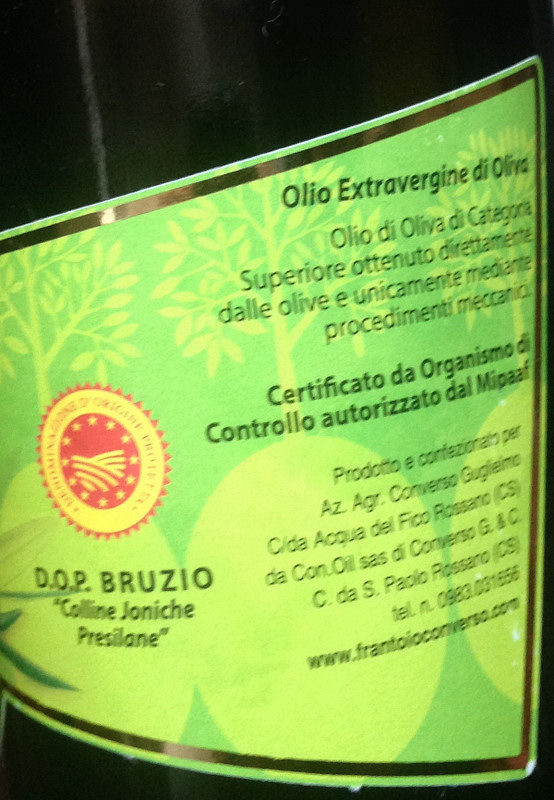 Olio Extravergine di Oliva
Olio di Oliva di Categoria
Superiore ottenuto direttamente
dalle olive e unicamente mediante
procedimenti meccanici.
Certificato da Organismo di
Controllo autorizzato dal Mipaaf
Prodotto e confezionato per
Az. Agr. Converso Guglielmo
C/da Acqua del Fico Rossano (CS)
da Con.Oil sas di Converso G. & C.
C. da S. Paolo Rossano (CS)
tel. n. 0983.031656
www.frantoioconverso.com
DENOMINAZIONE D'ORIGINE PROTETTA
D.O.P. BRUZIO
"Colline Joniche
Presilane"